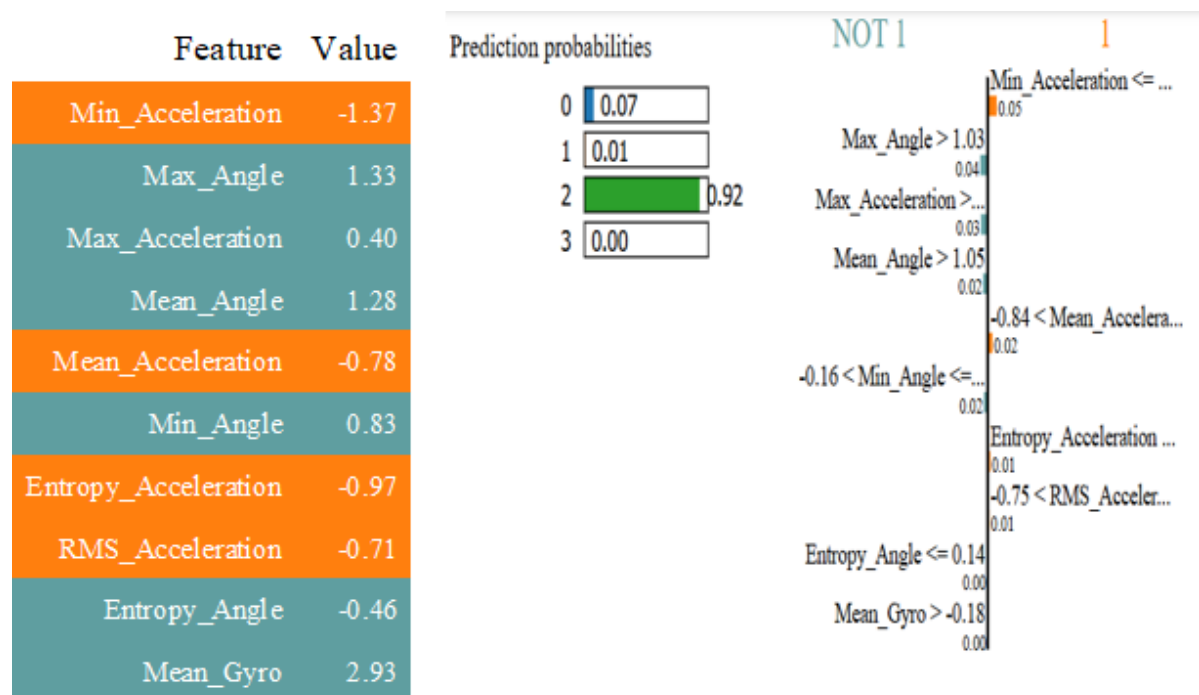 Feature Value
Min_Acceleration -1.37
Max_Angle 1.33
Max_Acceleration 0.40
Mean_Angle 1.28
Mean_Acceleration -0.78
Min_Angle 0.83
Entropy_Acceleration -0.97
RMS_Acceleration -0.71
Entropy_Angle -0.46
Mean_Gyro 2.93
Prediction probabilities
0 0.07
1 0.01
2 0.92
3 0.00
NOT 1 1
Min_Acceleration <= ...
0.05
Max_Angle > 1.03
0.04
Max_Acceleration >...
0.03
Mean_Angle > 1.05
0.02
-0.84 < Mean_Accelera...
0.02
-0.16 < Min_Angle <=...
0.02
Entropy_Acceleration ...
0.01
-0.75 < RMS_Acceler...
0.01
Entropy_Angle <= 0.14
0.00
Mean_Gyro > -0.18
0.00